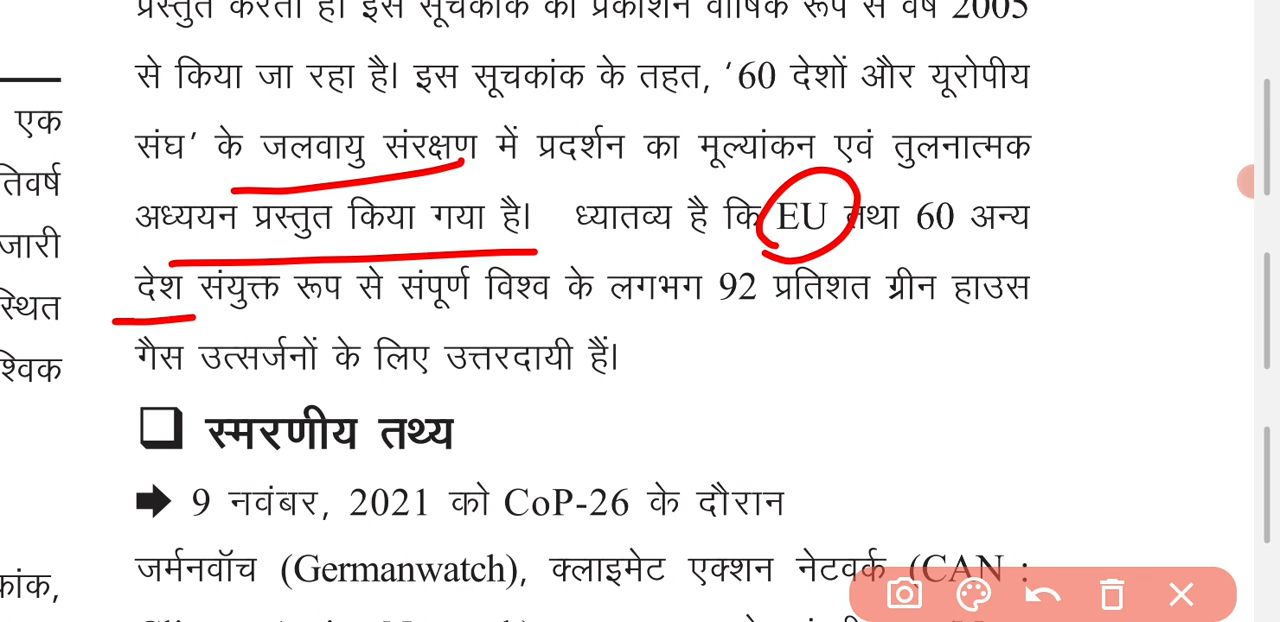 प्रस्तुत करता है। इस सूचकांक का प्रकाशन वार्षिक रूप से वर्ष 2005
से किया जा रहा है। इस सूचकांक के तहत, ‘60 देशों और यूरोपीय
संघ’ के जलवायु संरक्षण में प्रदर्शन का मूल्यांकन एवं तुलनात्मक
अध्ययन प्रस्तुत किया गया है। ध्यातव्य है कि EU तथा 60 अन्य
देश संयुक्त रूप से संपूर्ण विश्व के लगभग 92 प्रतिशत ग्रीन हाउस
गैस उत्सर्जनों के लिए उत्तरदायी हैं।
स्मरणीय तथ्य
9 नवंबर, 2021 को CoP-26 के दौरान
जर्मनवॉच (Germanwatch), क्लाइमेट एक्शन नेटवर्क (CAN :
एक
तिवर्ष
जारी
स्थित
श्विक
कांक,